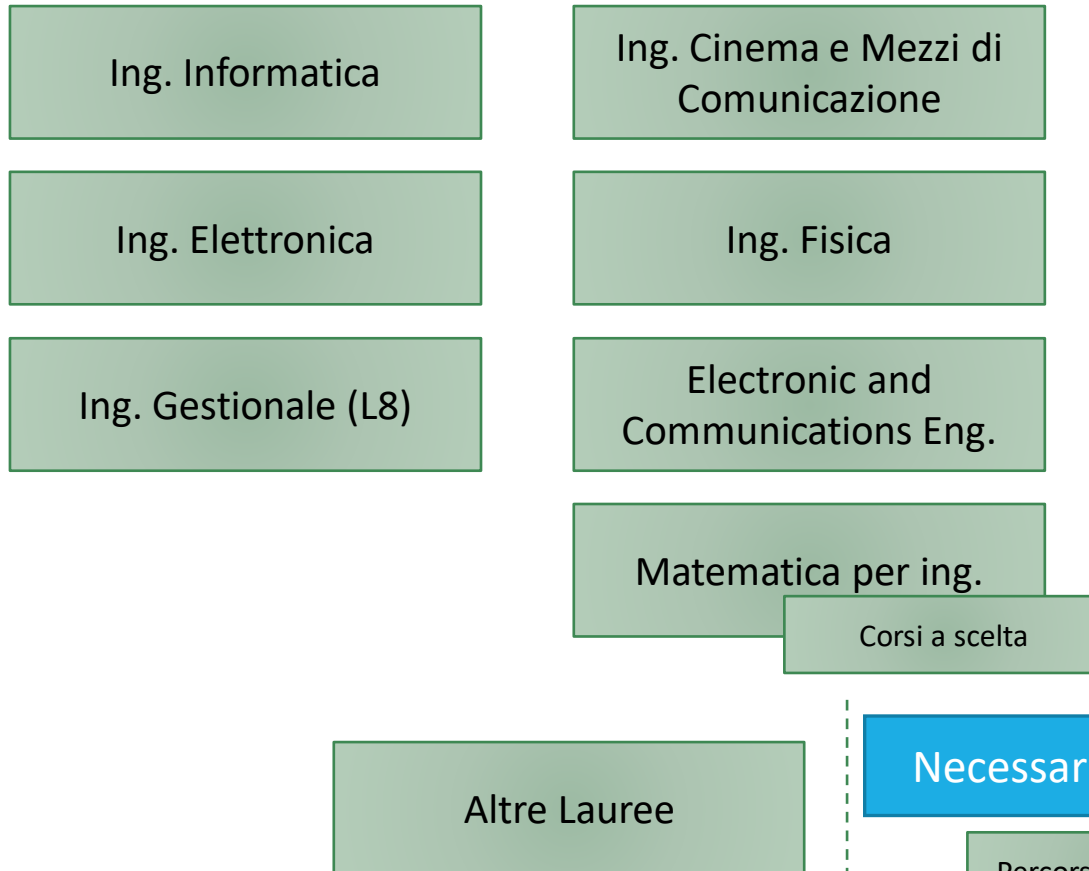 Ing. Informatica
Ing. Cinema e Mezzi di
Comunicazione
Ing. Elettronica
Ing. Fisica
Ing. Gestionale (L8)
Electronic and
Communications Eng.
Matematica per ing.
Corsi a scelta
Necessar
Altre Lauree